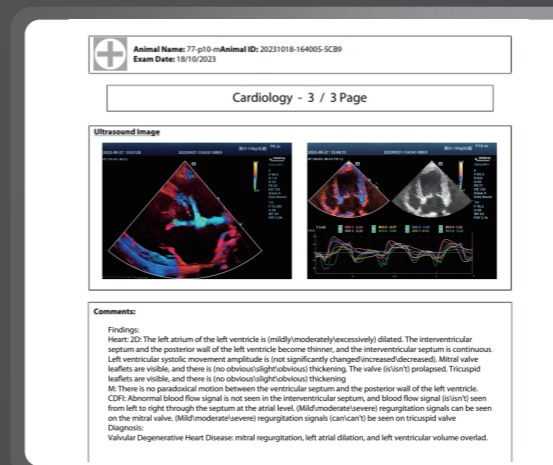 Animal Name: 77-p10-mAnimal ID: 20231018-164005-5CB9
Exam Date: 18/10/2023
Cardiology - 3 / 3 Page
Ultrasound Image
Comments:
Findings:
Heart: 2D: The left atrium of the left ventricle is (mildly\moderately\excessively) dilated. The interventricular
septum and the posterior wall of the left ventricle become thinner, and the interventricular septum is continuous.
Left ventricular systolic movement amplitude is (not significantly changed\increased\decreased). Mitral valve
leaflets are visible, and there is (no obvious\slight\obvious) thickening. The valve (is\isn't) prolapsed. Tricuspid
leaflets are visible, and there is (no obvious\slight\obvious) thickening
M: There is no paradoxical motion between the ventricular septum and the posterior wall of the left ventricle.
CDFI: Abnormal blood flow signal is not seen in the interventricular septum, and blood flow signal (is\isn't) seen
from left to right through the septum at the atrial level. (Mild\moderate\severe) regurgitation signals can be seen
on the mitral valve. (Mild\moderate\severe) regurgitation signals (can\can't) be seen on tricuspid valve
Diagnosis:
Valvular Degenerative Heart Disease: mitral regurgitation, left atrial dilation, and left ventricular volume overlad.